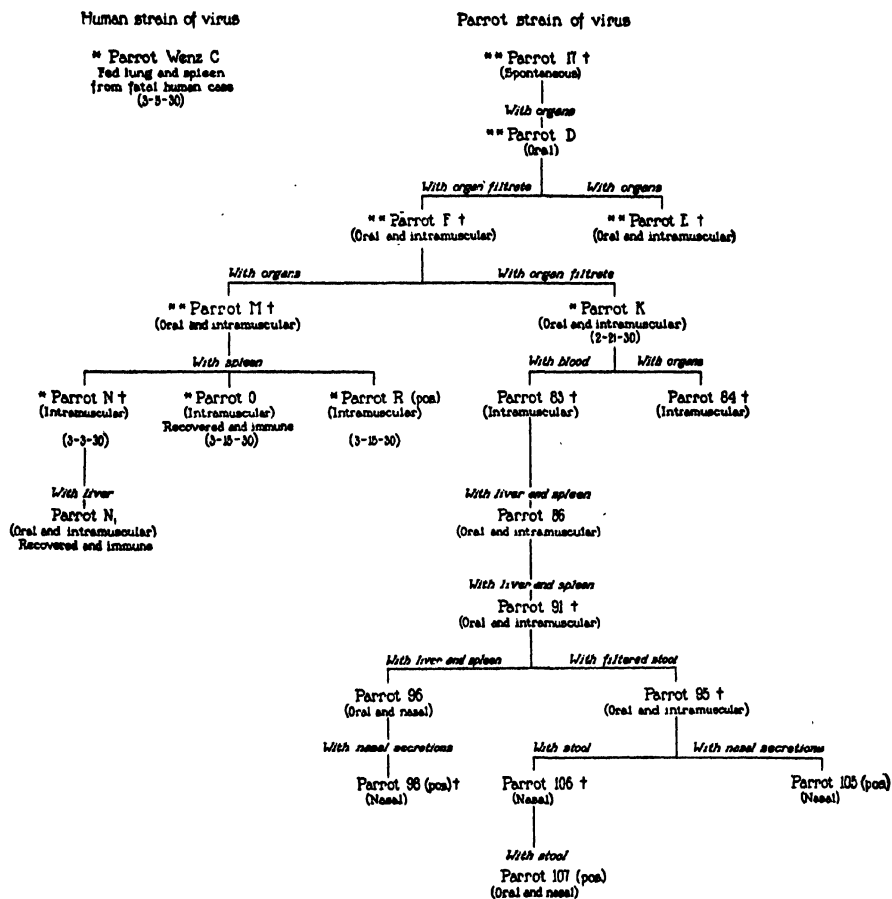 Human strain of virus
Parrot strain of virus
* Parrot Wenz C
Fed lung and spleen
from fatal human case
(3-5-30)
** Parrot 17 †
(Spontaneous)
With organs
** Parrot D
(Oral)
With organ filtrate
With organs
** Parrot F †
(Oral and intramuscular)
** Parrot E †
(Oral and intramuscular)
With organs
With organ filtrate
** Parrot M †
(Oral and intramuscular)
* Parrot K
(Oral and intramuscular)
(2-21-30)
With spleen
With blood
With organs
* Parrot N †
(Intramuscular)
(3-3-30)
* Parrot O
(Intramuscular)
Recovered and immune
(3-15-30)
* Parrot R (pos)
(Intramuscular)
(3-15-30)
Parrot 83 †
(Intramuscular)
Parrot 84 †
(Intramuscular)
With liver
Parrot N₁
(Oral and intramuscular)
Recovered and immune
With liver and spleen
Parrot 86
(Oral and intramuscular)
With liver and spleen
Parrot 91 †
(Oral and intramuscular)
With liver and spleen
With filtered stool
Parrot 96
(Oral and nasal)
Parrot 95 †
(Oral and intramuscular)
With nasal secretions
With stool
With nasal secretions
Parrot 98 (pos) †
(Nasal)
Parrot 106 †
(Nasal)
Parrot 105 (pos)
(Nasal)
With stool
Parrot 107 (pos.)
(Oral and nasal)